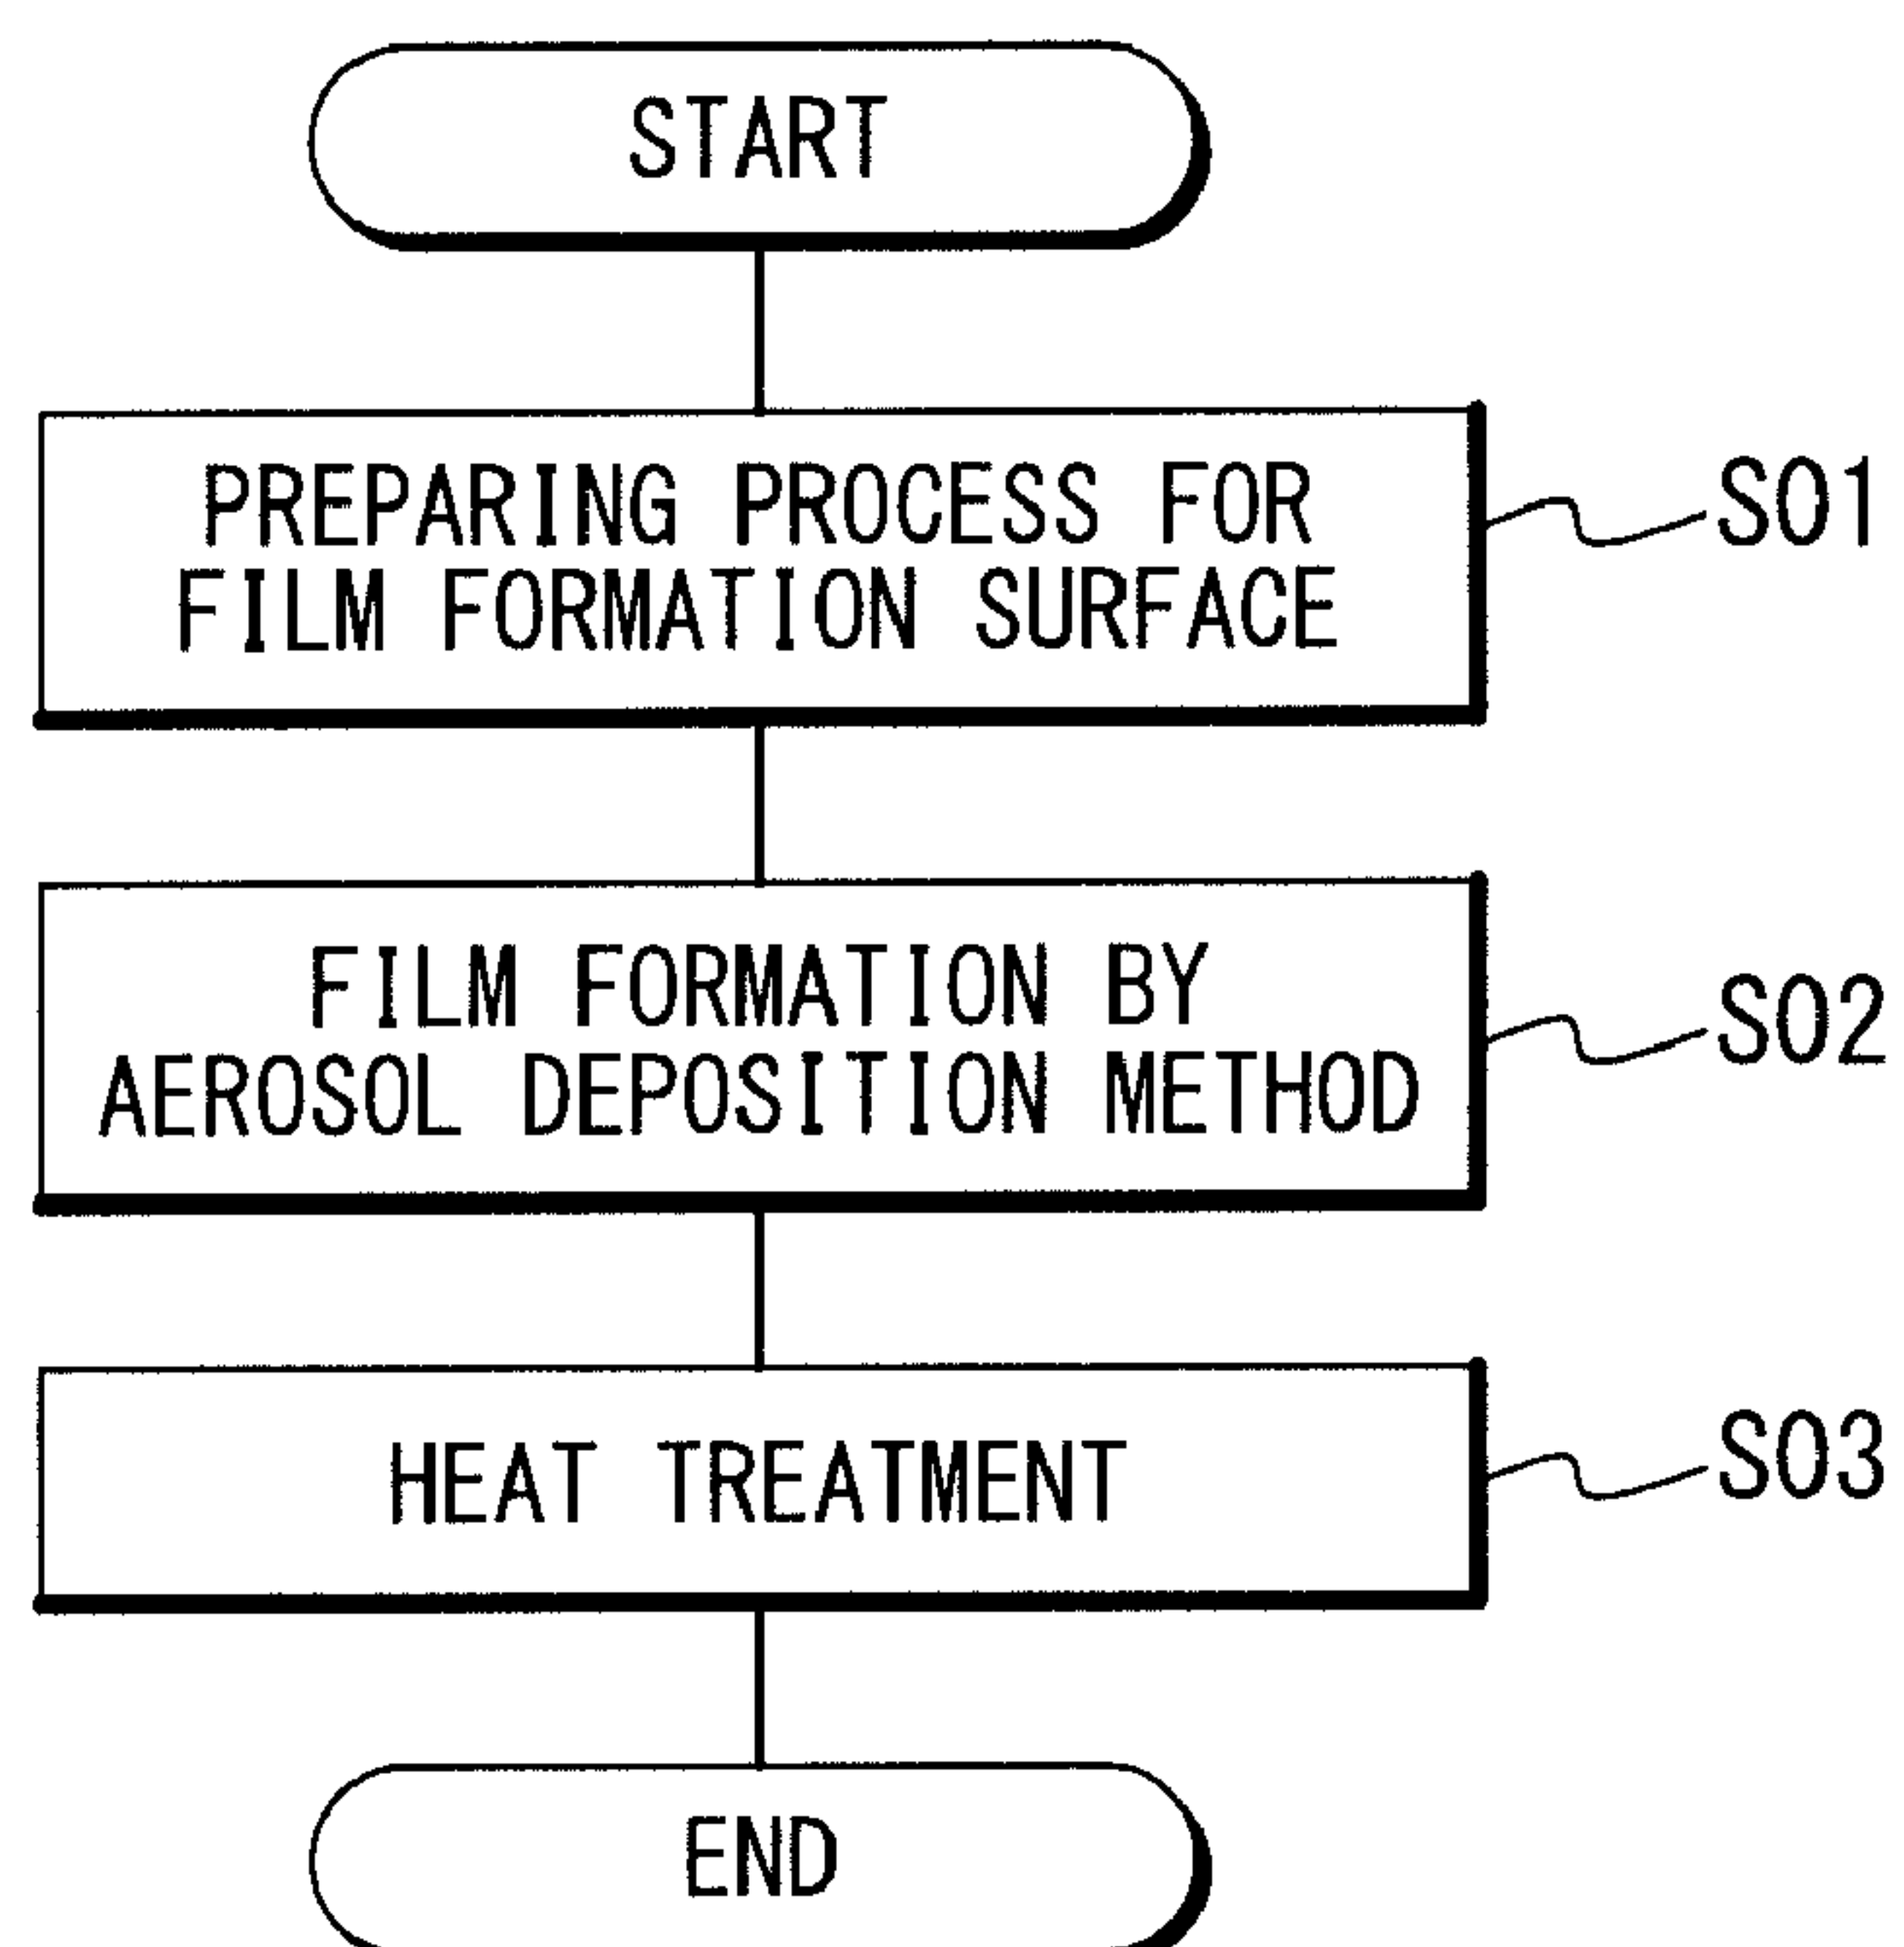 START
PREPARING PROCESS FOR
FILM FORMATION SURFACE
S01
FILM FORMATION BY
AEROSOL DEPOSITION METHOD
S02
HEAT TREATMENT
S03
END